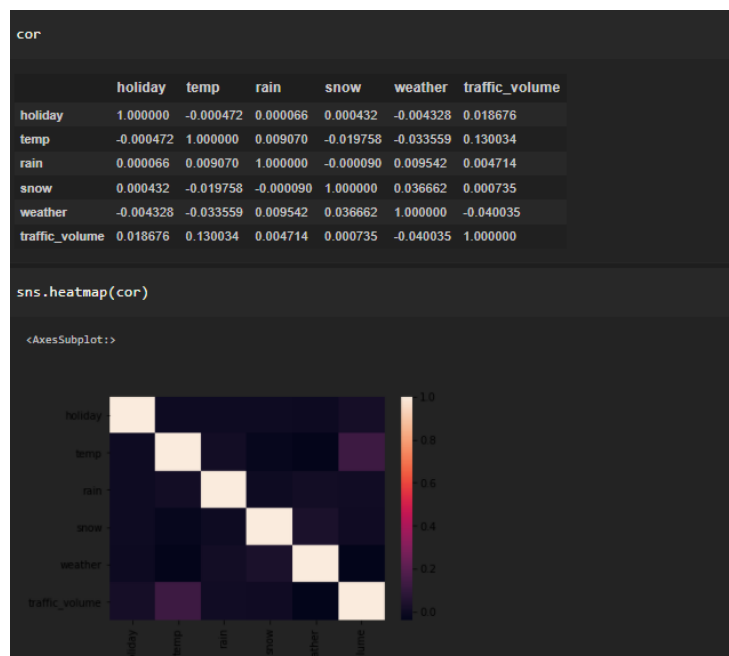 cor
holiday temp rain snow weather traffic_volume
holiday 1.000000 -0.000472 0.000066 0.000432 -0.004328 0.018676
temp -0.000472 1.000000 0.009070 -0.019758 -0.033559 0.130034
rain 0.000066 0.009070 1.000000 -0.000090 0.009542 0.004714
snow 0.000432 -0.019758 -0.000090 1.000000 0.036662 0.000735
weather -0.004328 -0.033559 0.009542 0.036662 1.000000 -0.040035
traffic_volume 0.018676 0.130034 0.004714 0.000735 -0.040035 1.000000
sns.heatmap(cor)
<AxesSubplot:>
1.0
holiday
0.8
temp
0.6
rain
0.4
snow
0.2
weather
traffic_volume
0.0
liday temp rain snow ather lume